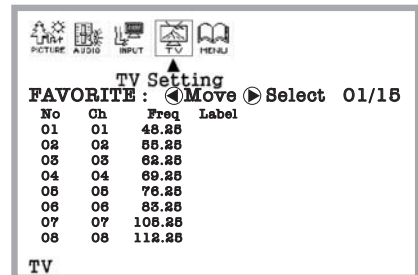 PICTURE AUDIO INPUT TV MENU
TV Setting
FAVORITE : Move Select 01/15
No Ch Freq Label
01 01 48.25
02 02 55.25
03 03 62.25
04 04 69.25
05 05 76.25
06 06 83.25
07 07 105.25
08 08 112.25
TV